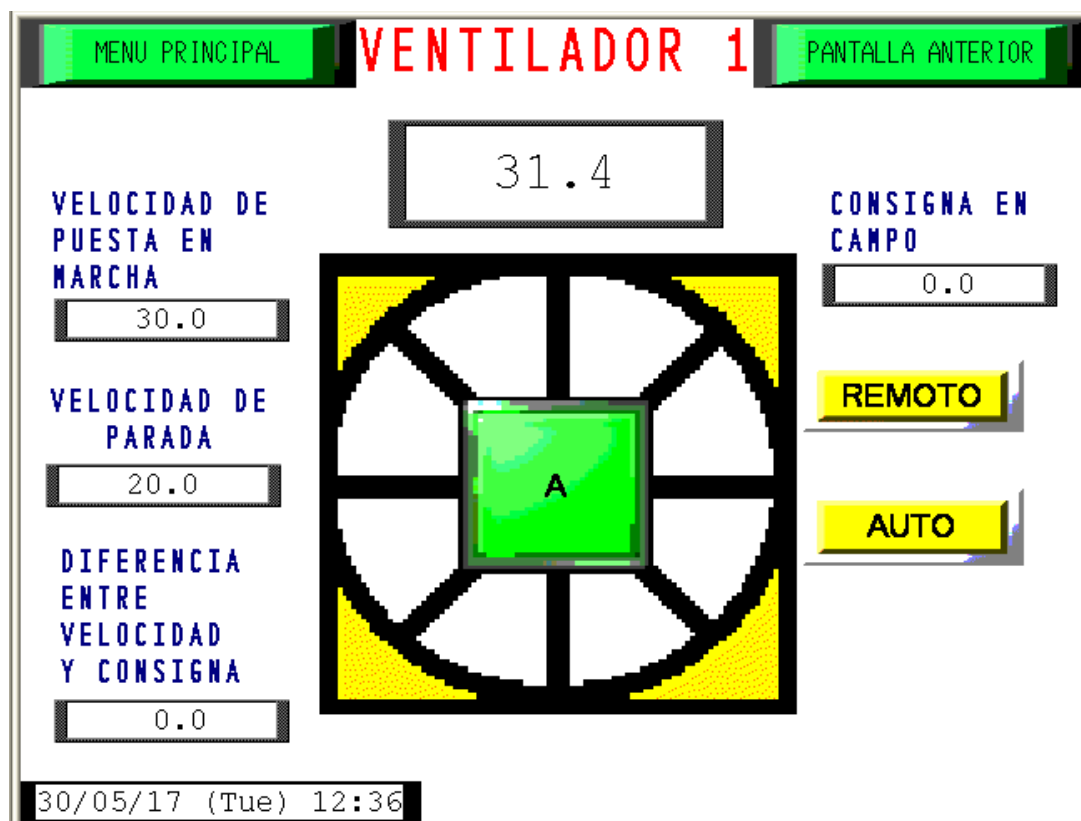 MENU PRINCIPAL
VENTILADOR 1
PANTALLA ANTERIOR
31.4
VELOCIDAD DE
PUESTA EN
MARCHA
30.0
VELOCIDAD DE
PARADA
20.0
DIFERENCIA
ENTRE
VELOCIDAD
Y CONSIGNA
0.0
A
CONSIGNA EN
CAMPO
0.0
REMOTO
AUTO
30/05/17 (Tue) 12:36